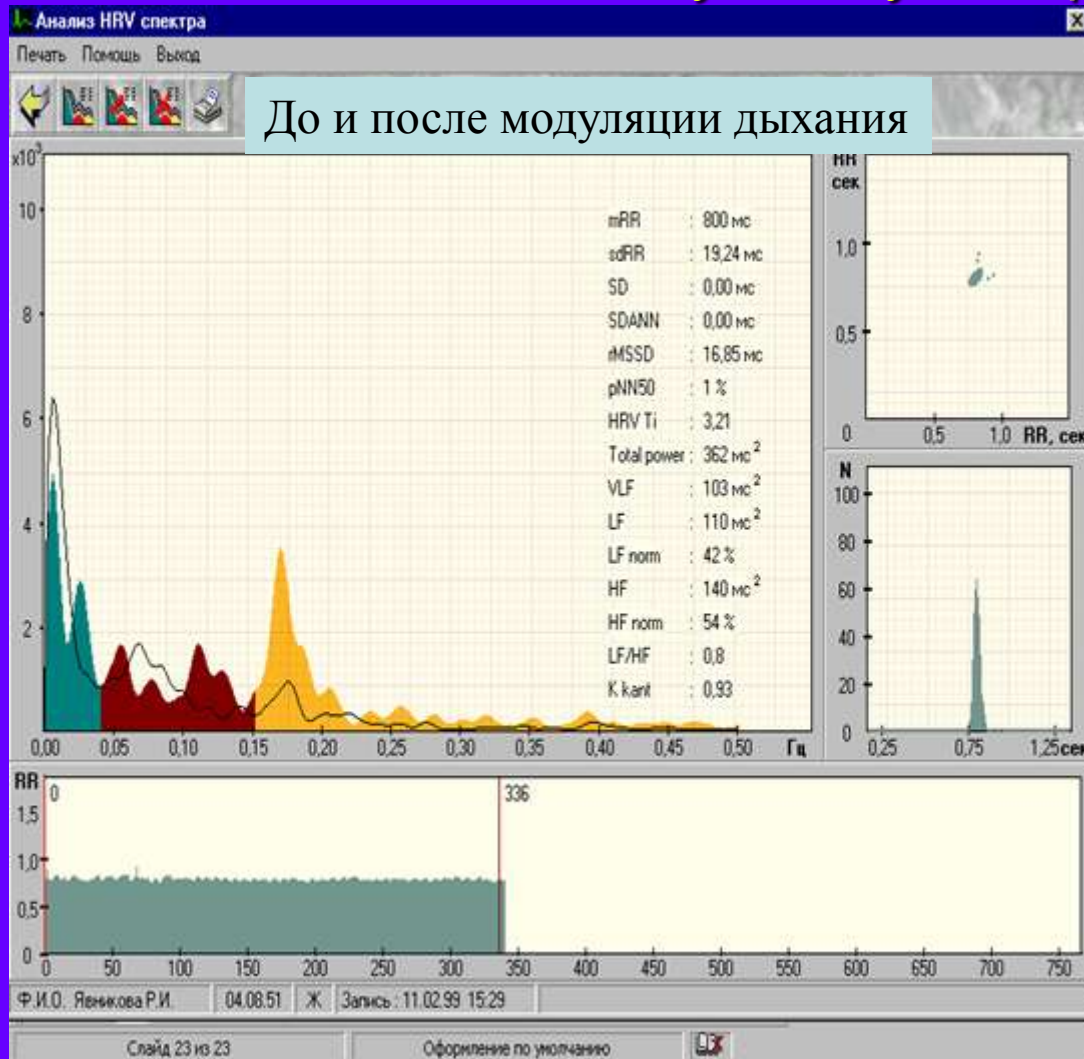 Анализ HRV спектра
Печать Помощь Выход
До и после модуляции дыхания
x10³
10
8
6
4
2
0,00 0,05 0,10 0,15 0,20 0,25 0,30 0,35 0,40 0,45 0,50 Гц
mRR : 800 мс
sdRR : 19,24 мс
SD : 0,00 мс
SDANN : 0,00 мс
rMSSD : 16,85 мс
pNN50 : 1 %
HRV Ti : 3,21
Total power : 362 мс²
VLF : 103 мс²
LF : 110 мс²
LF norm : 42 %
HF : 140 мс²
HF norm : 54 %
LF/HF : 0,8
K kant : 0,93
RR
сек
1,0
0,5
0 0,5 1,0 RR, сек
N
100
80
60
40
20
0
0,25 0,75 1,25 сек
RR
0 336
1,5
1,0
0,5
0
0 50 100 150 200 250 300 350 400 450 500 550 600 650 700 750
Ф.И.О. Явникова Р.И. 04.08.51 Ж Запись : 11.02.99 15:29
Слайд 23 из 23 Оформление по умолчанию